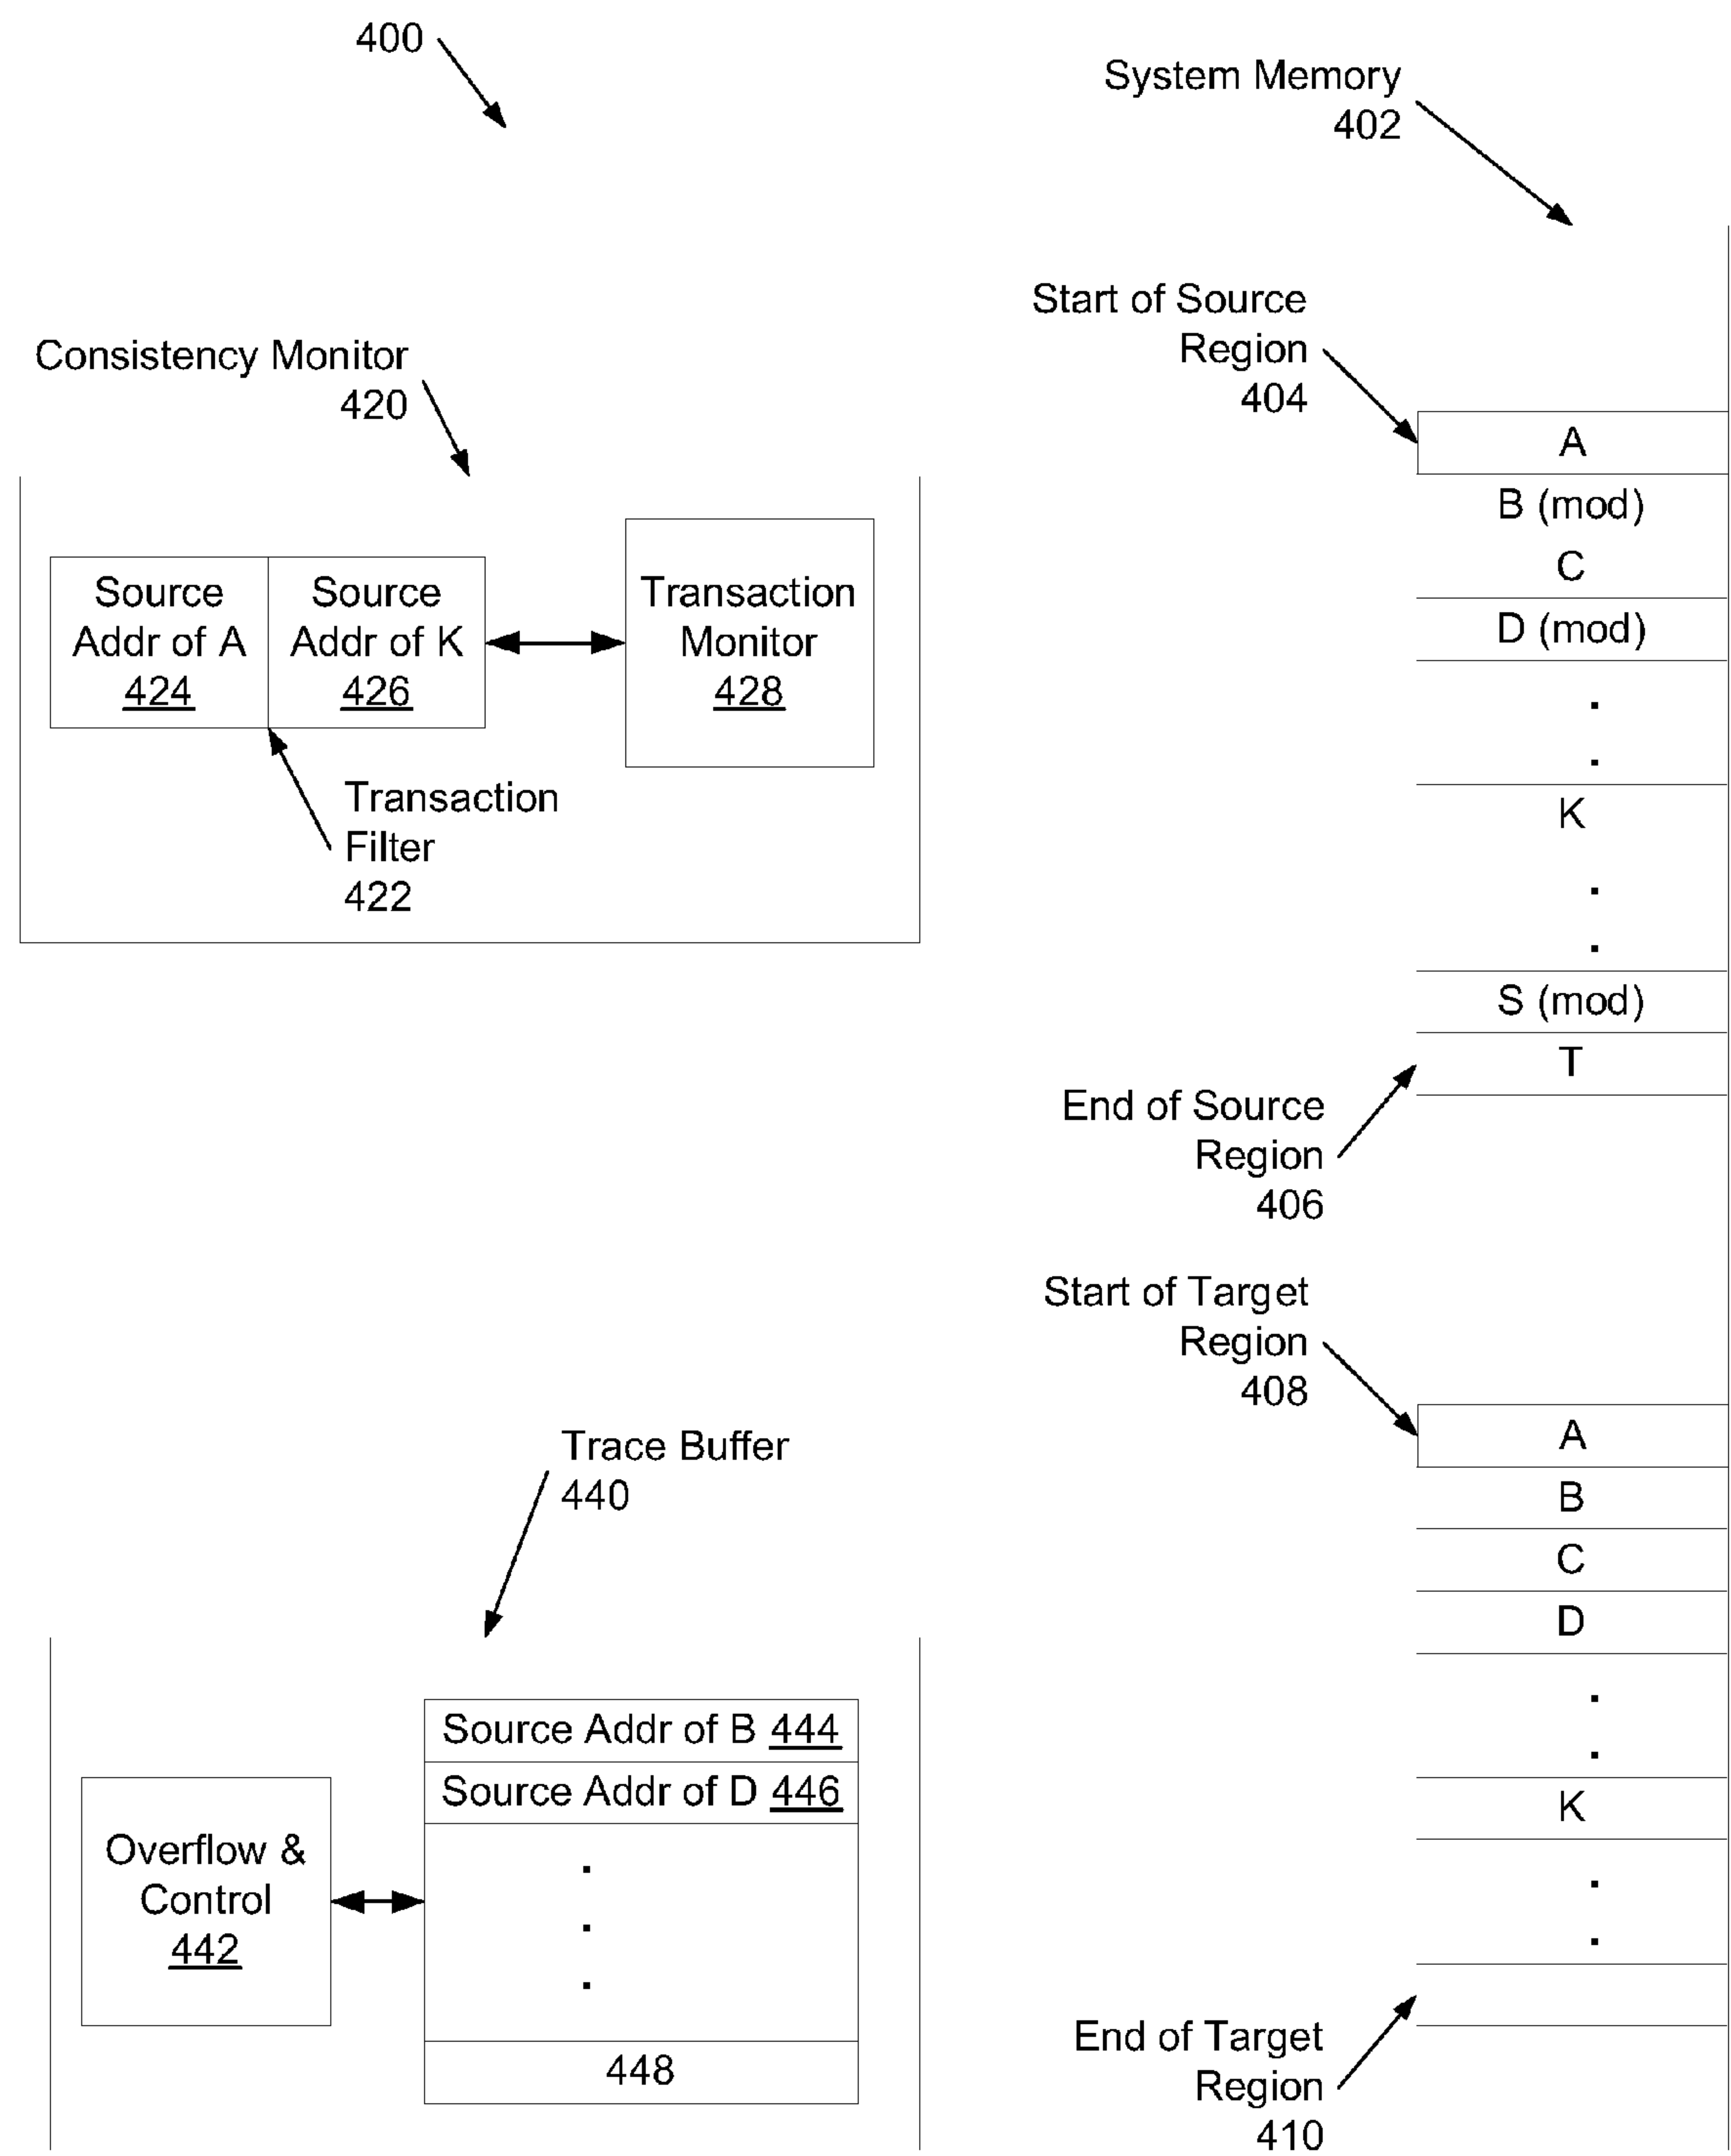 400
System Memory
402
Start of Source
Region
404
Consistency Monitor
420
Source
Addr of A
424
Source
Addr of K
426
Transaction
Monitor
428
Transaction
Filter
422
A
B (mod)
C
D (mod)
K
S (mod)
T
End of Source
Region
406
Start of Target
Region
408
Trace Buffer
440
Source Addr of B 444
Source Addr of D 446
Overflow &
Control
442
448
A
B
C
D
K
End of Target
Region
410